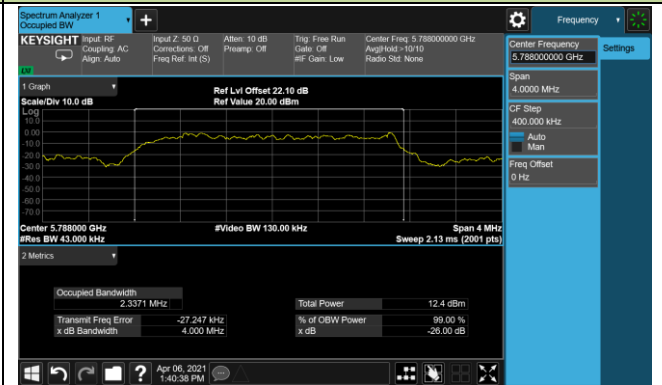 Spectrum Analyzer 1
Occupied BW
+
Frequency
KEYSIGHT
Input: RF
Coupling: AC
Align: Auto
Input Z: 50 Ω
Corrections: Off
Freq Ref: Int (S)
Atten: 10 dB
Preamp: Off
Trig: Free Run
Gate: Off
#IF Gain: Low
Center Freq: 5.788000000 GHz
Avg|Hold:>10/10
Radio Std: None
Center Frequency
5.788000000 GHz
Settings
Span
4.0000 MHz
CF Step
400.000 kHz
Auto
Man
Freq Offset
0 Hz
1 Graph
Scale/Div 10.0 dB
Ref Lvl Offset 22.10 dB
Ref Value 20.00 dBm
Log
10.0
0.00
-10.0
-20.0
-30.0
-40.0
-50.0
-60.0
-70.0
Center 5.788000 GHz
#Res BW 43.000 kHz
#Video BW 130.00 kHz
Span 4 MHz
Sweep 2.13 ms (2001 pts)
2 Metrics
Occupied Bandwidth
2.3371 MHz
Total Power 12.4 dBm
Transmit Freq Error -27.247 kHz
% of OBW Power 99.00 %
x dB Bandwidth 4.000 MHz
x dB -26.00 dB
?
Apr 06, 2021
1:40:38 PM